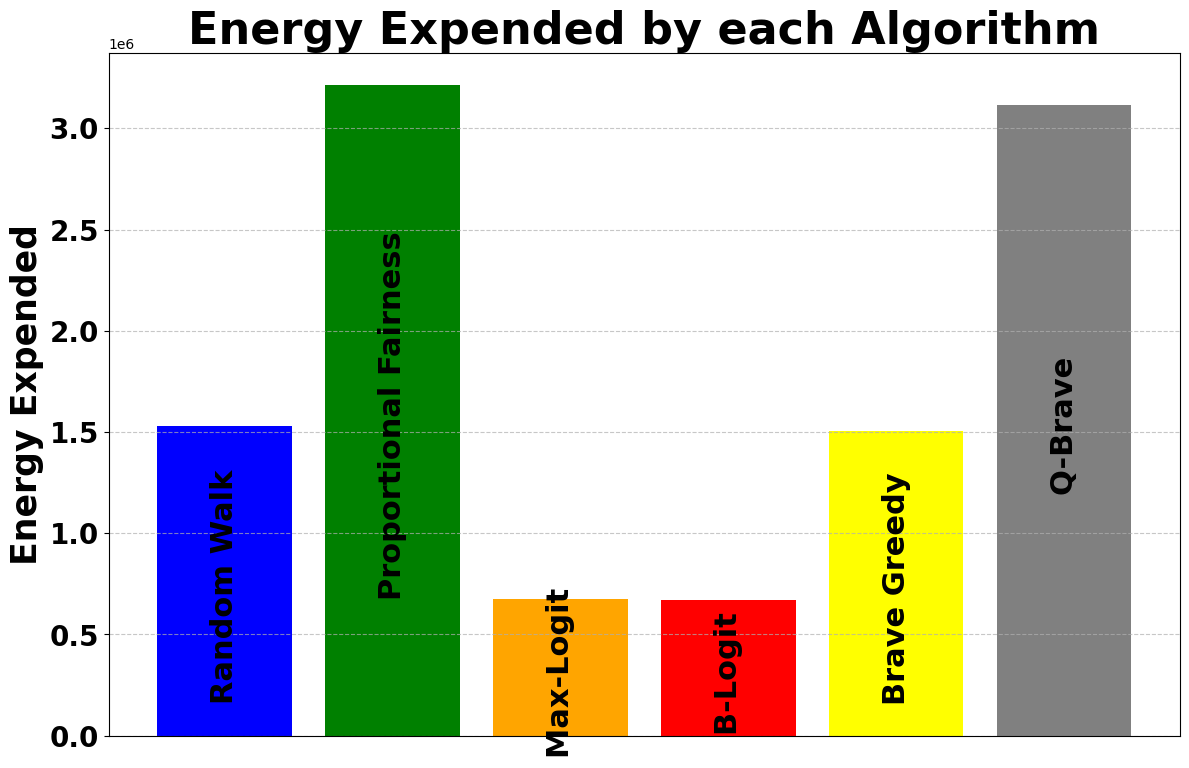 Energy Expended by each Algorithm
1e6
Energy Expended
3.0
2.5
2.0
1.5
1.0
0.5
0.0
Random Walk
Proportional Fairness
Max-Logit
B-Logit
Brave Greedy
Q-Brave